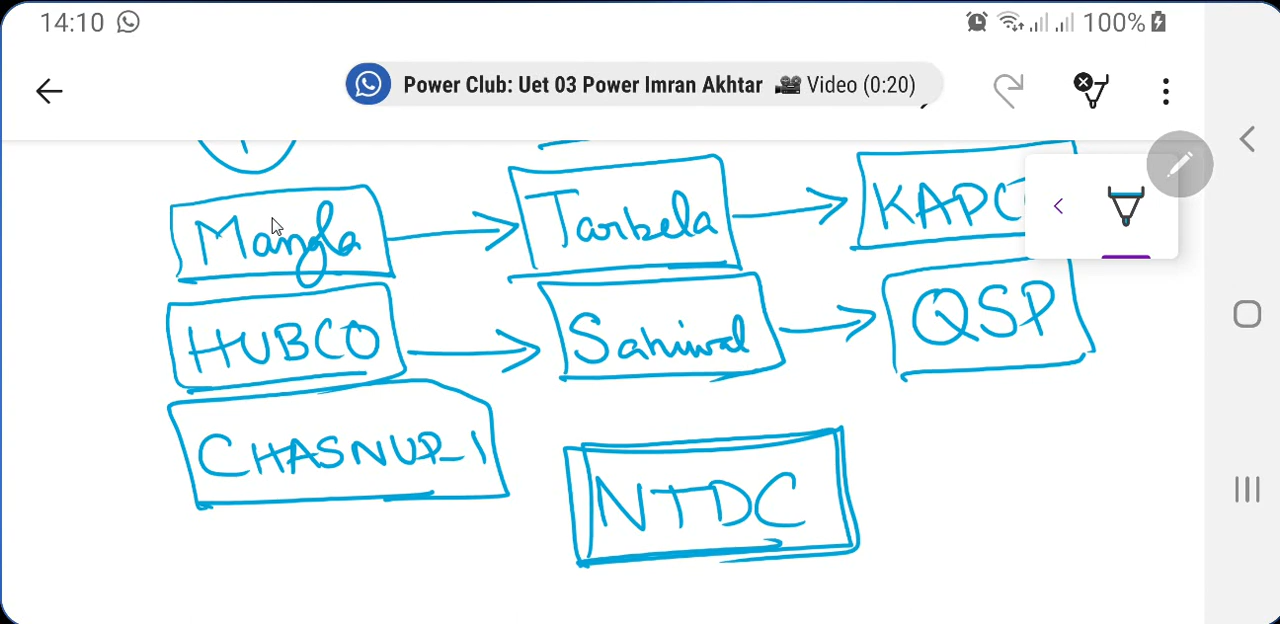 14:10 100%
Power Club: Uet 03 Power Imran Akhtar Video (0:20)
Mangla Tarbela KAPC
HUBCO Sahiwal QSP
CHASNUP-1
NTDC